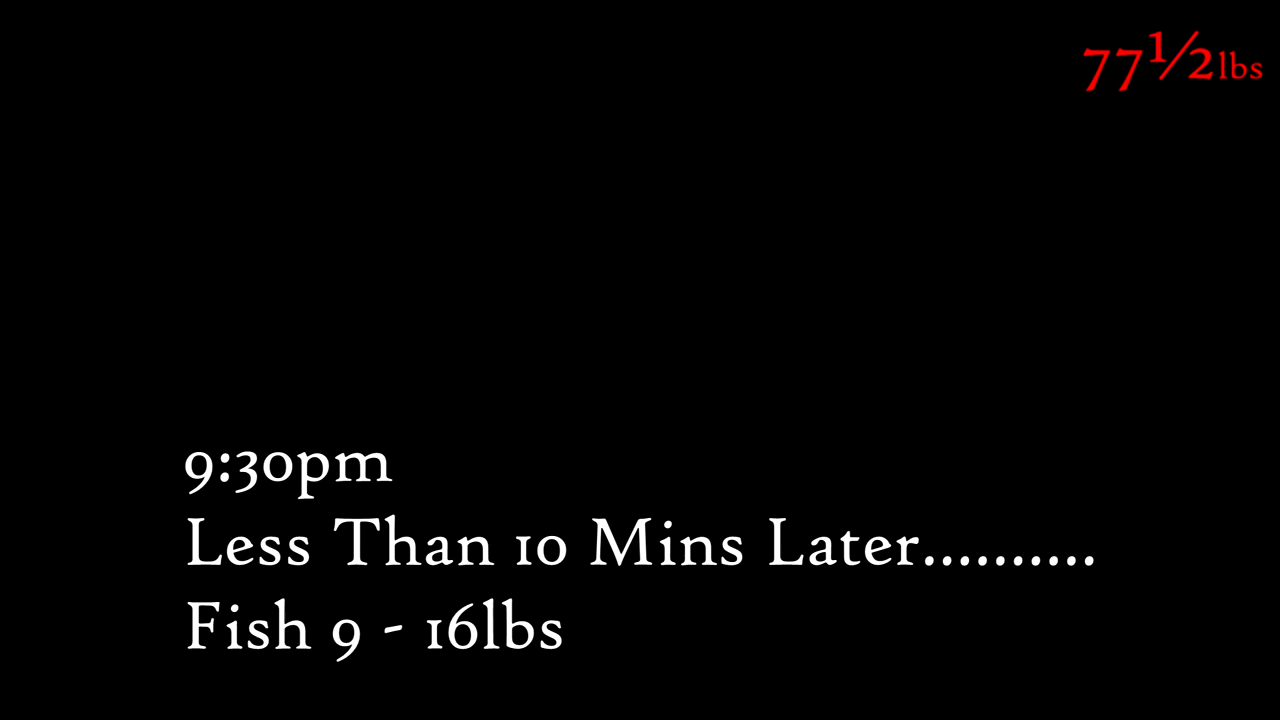 77½lbs
9:30pm
Less Than 10 Mins Later..........
Fish 9 - 16lbs